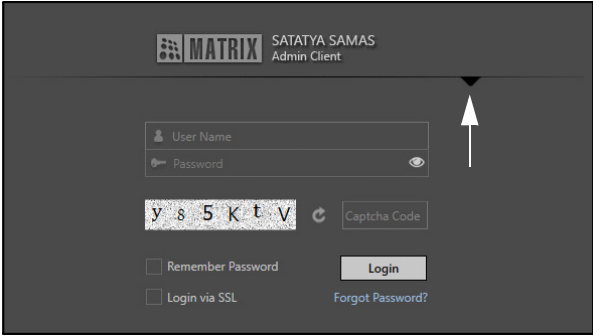 MATRIX SATATYA SAMAS
Admin Client
User Name
Password
y 8 5 K t V
Captcha Code
Remember Password
Login
Login via SSL
Forgot Password?